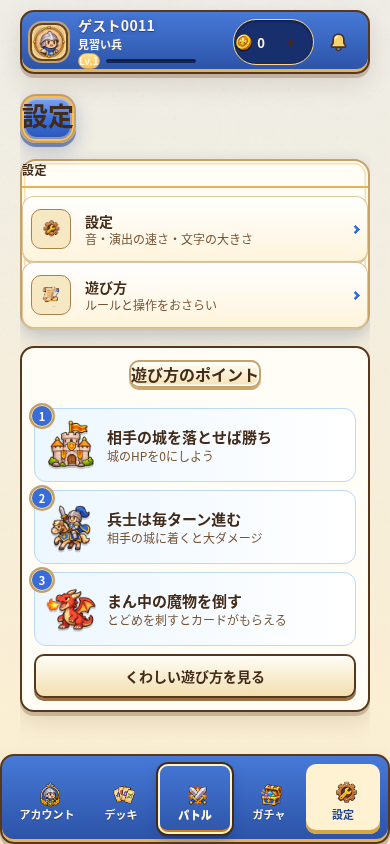 ゲスト0011
見習い兵
Lv.1
0
設定
設定
設定
音・演出の速さ・文字の大きさ
遊び方
ルールと操作をおさらい
遊び方のポイント
1
相手の城を落とせば勝ち
城のHPを0にしよう
2
兵士は毎ターン進む
相手の城に着くと大ダメージ
3
まん中の魔物を倒す
とどめを刺すとカードがもらえる
くわしい遊び方を見る
アカウント
デッキ
バトル
ガチャ
設定